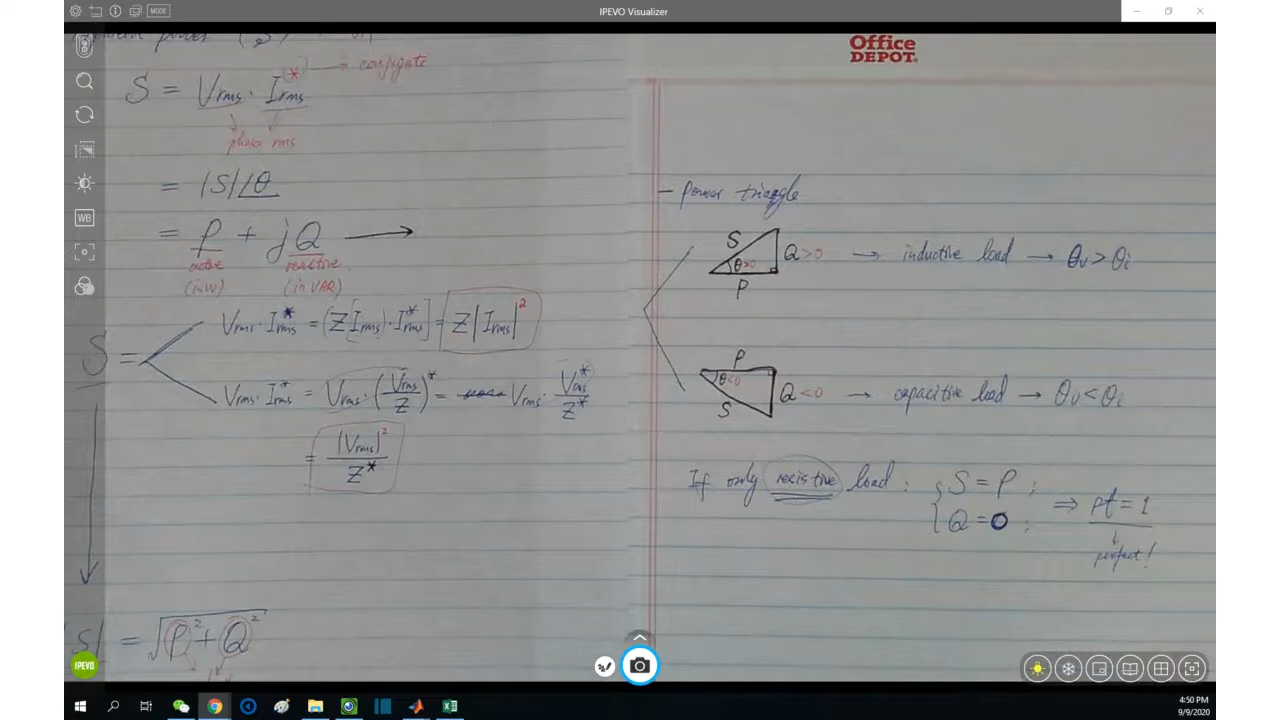 IPEVO Visualizer
MODE
WB
power (S)
S = Vrms · Irms* → conjugate
phasor rms
= |S|∠θ
= P + jQ →
active reactive
(in W) (in VAR)
S =
Vrms · Irms* = (Z Irms) · Irms* = Z|Irms|²
Vrms · Irms* = Vrms · (Vrms/Z)* = Vrms · Vrms*/Z*
= |Vrms|²/Z*
|S| = √P² + Q²
IPEVO
Office
DEPOT
- Power triangle
S θ>0 P Q>0 → inductive load → θv > θi
P θ<0 S Q<0 → capacitive load → θv < θi
If only resistive load : { S = P ; Q = 0 ; ⇒ pf = 1
perfect!
4:50 PM
9/9/2020